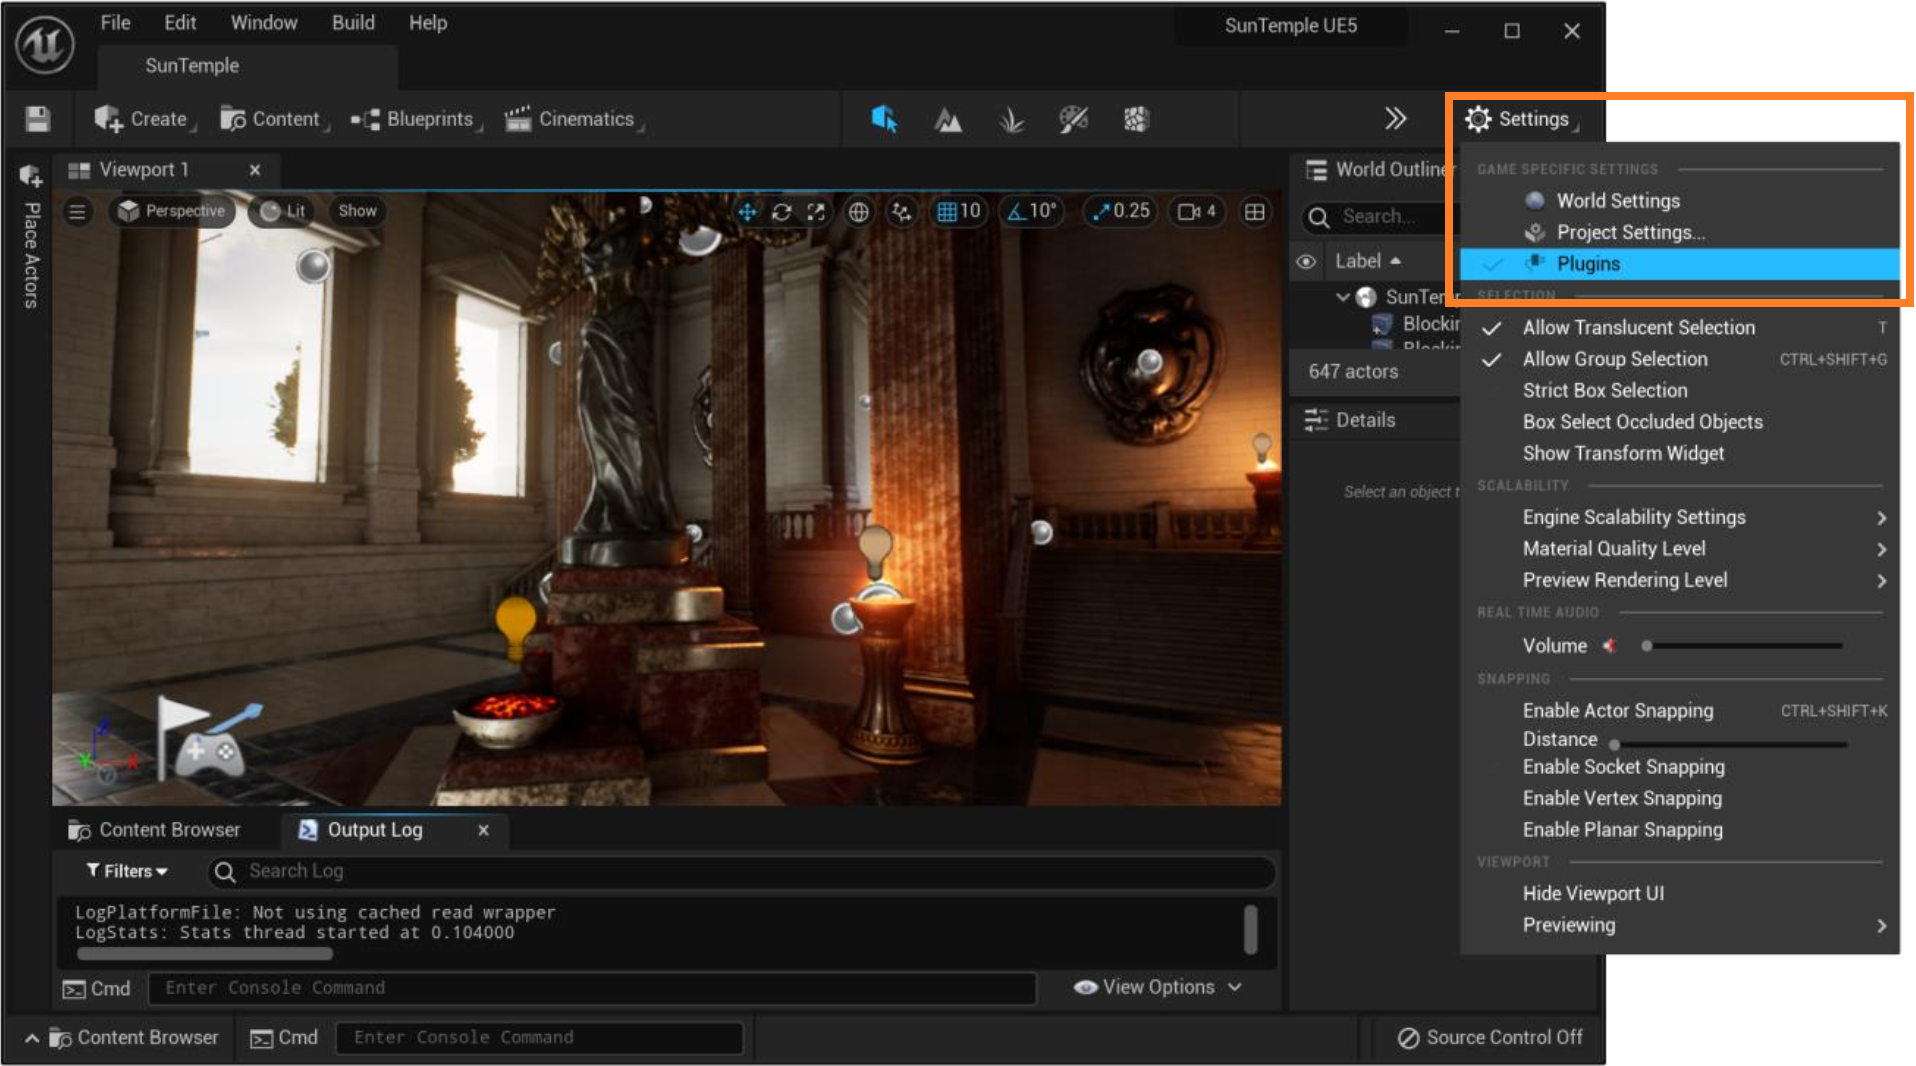 File Edit Window Build Help
SunTemple UE5
SunTemple
Create Content Blueprints Cinematics
Settings
Place Actors
Viewport 1
Perspective Lit Show
10 10° 0.25 4
World Outliner
Search...
Label
SunTem
Blockin
Blockin
647 actors
Details
Select an object t
GAME SPECIFIC SETTINGS
World Settings
Project Settings...
Plugins
SELECTION
Allow Translucent Selection T
Allow Group Selection CTRL+SHIFT+G
Strict Box Selection
Box Select Occluded Objects
Show Transform Widget
SCALABILITY
Engine Scalability Settings
Material Quality Level
Preview Rendering Level
REAL TIME AUDIO
Volume
SNAPPING
Enable Actor Snapping CTRL+SHIFT+K
Distance
Enable Socket Snapping
Enable Vertex Snapping
Enable Planar Snapping
VIEWPORT
Hide Viewport UI
Previewing
Z
Y X
Content Browser Output Log
Filters Search Log
LogPlatformFile: Not using cached read wrapper
LogStats: Stats thread started at 0.104000
Cmd Enter Console Command View Options
Content Browser Cmd Enter Console Command Source Control Off